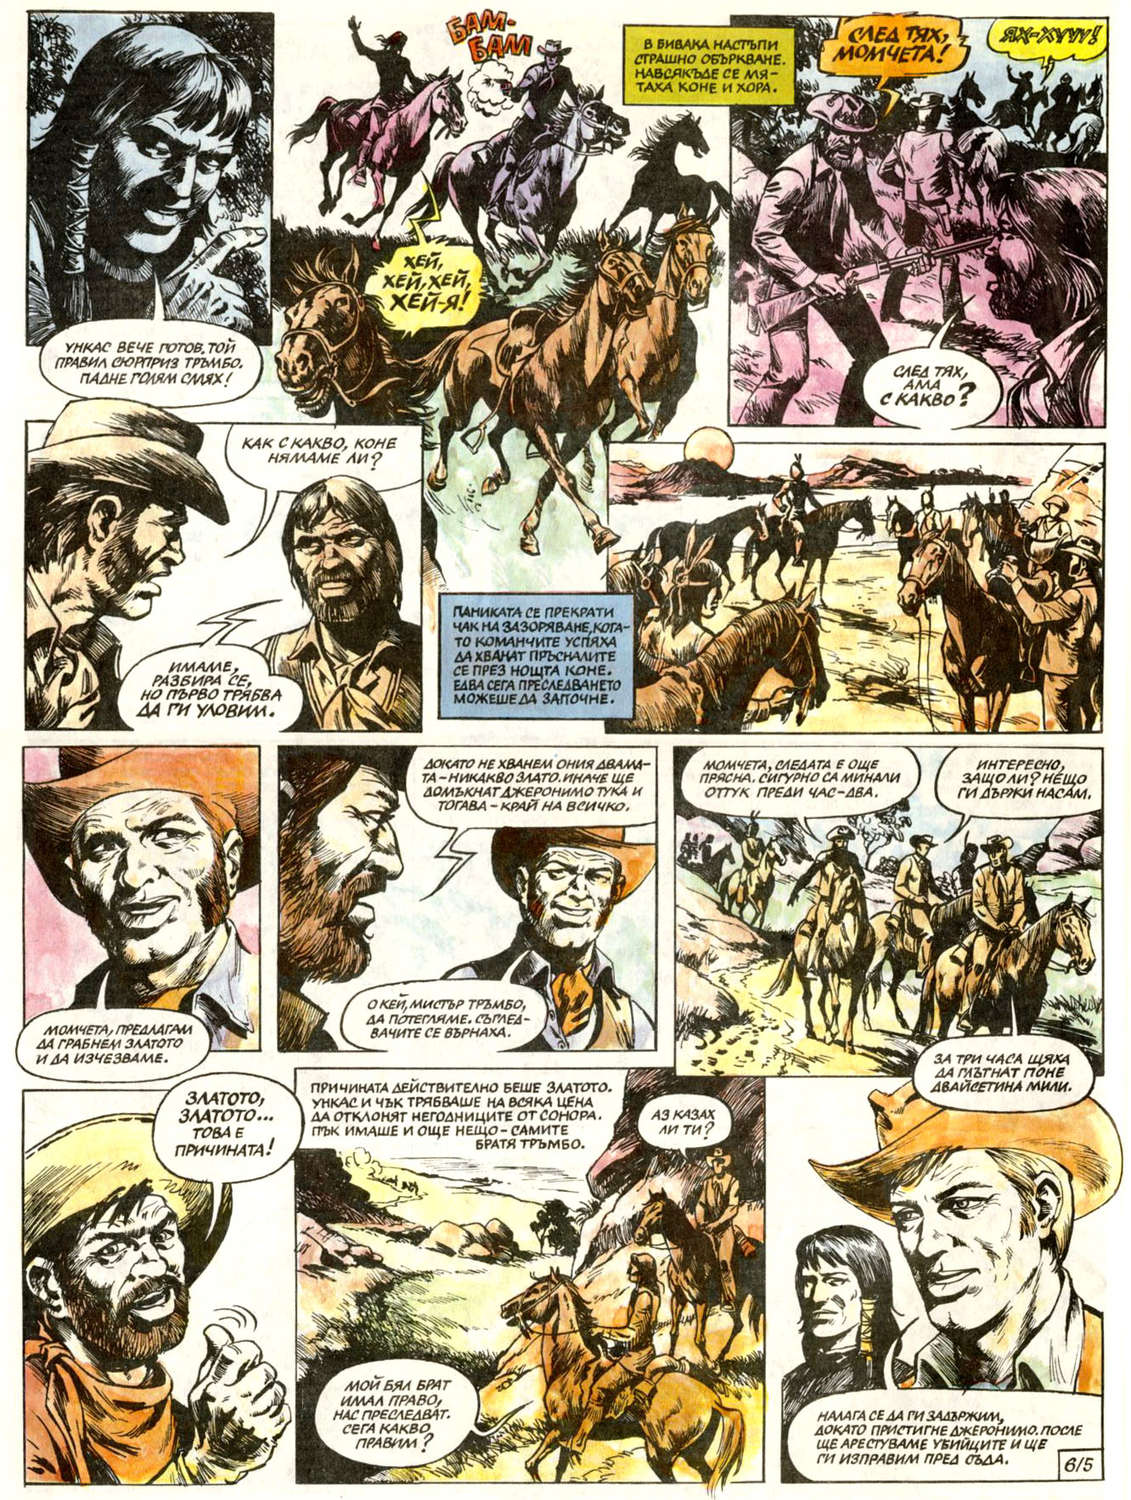 УНКАС ВЕЧЕ ГОТОВ, ТОЙ
ПРАВИЛ СЮРПРИЗ ТРЪМБО.
ПАДНЕ ГОЛЯМ СМЯХ!
БАМ-
БАМ
ХЕЙ,
ХЕЙ, ХЕЙ,
ХЕЙ-Я!
В БИВАКА НАСТЪПИ
СТРАШНО ОБЪРКВАНЕ.
НАВСЯКЪДЕ СЕ МЯ-
ТАХА КОНЕ И ХОРА.
СЛЕД ТЯХ,
МОМЧЕТА!
ЯХ-ХУУУ!
СЛЕД ТЯХ,
АМА
С КАКВО?
КАК С КАКВО, КОНЕ
НЯМАМЕ ЛИ?
ИМАМЕ,
РАЗБИРА СЕ,
НО ПЪРВО ТРЯБВА
ДА ГИ УЛОВИМ.
ПАНИКАТА СЕ ПРЕКРАТИ
ЧАК НА ЗАЗОРЯВАНЕ, КОГА-
ТО КОМАНЧИТЕ УСПЯХА
ДА ХВАНАТ ПРЪСНАЛИТЕ
СЕ ПРЕЗ НОЩТА КОНЕ.
ЕДВА СЕГА ПРЕСЛЕДВАНЕТО
МОЖЕШЕ ДА ЗАПОЧНЕ.
МОМЧЕТА, ПРЕДЛАГАМ
ДА ГРАБНЕМ ЗЛАТОТО
И ДА ИЗЧЕЗВАМЕ.
ДОКАТО НЕ ХВАНЕМ ОНИЯ ДВАМА-
ТА-НИКАКВО ЗЛАТО. ИНАЧЕ ЩЕ
ДОМЪКНАТ ДЖЕРОНИМО ТУКА И
ТОГАВА - КРАЙ НА ВСИЧКО.
О КЕЙ, МИСТЪР ТРЪМБО,
ДА ПОТЕГЛЯМЕ. СЪГЛЕД-
ВАЧИТЕ СЕ ВЪРНАХА.
МОМЧЕТА, СЛЕДАТА Е ОЩЕ
ПРЯСНА. СИГУРНО СА МИНАЛИ
ОТТУК ПРЕДИ ЧАС-ДВА.
ИНТЕРЕСНО,
ЗАЩО ЛИ? НЕЩО
ГИ ДЪРЖИ НАСАМ.
ЗА ТРИ ЧАСА ЩЯХА
ДА ГЛЪТНАТ ПОНЕ
ДВАЙСЕТИНА МИЛИ.
ЗЛАТОТО,
ЗЛАТОТО...
ТОВА Е
ПРИЧИНАТА!
ПРИЧИНАТА ДЕЙСТВИТЕЛНО БЕШЕ ЗЛАТОТО.
УНКАС И ЧЪК ТРЯБВАШЕ НА ВСЯКА ЦЕНА
ДА ОТКЛОНЯТ НЕГОДНИЦИТЕ ОТ СОНОРА.
ПЪК ИМАШЕ И ОЩЕ НЕЩО - САМИТЕ
БРАТЯ ТРЪМБО.
АЗ КАЗАХ
ЛИ ТИ?
МОЙ БЯЛ БРАТ
ИМАЛ ПРАВО,
НАС ПРЕСЛЕДВАТ.
СЕГА КАКВО
ПРАВИМ?
НАЛАГА СЕ ДА ГИ ЗАДЪРЖИМ,
ДОКАТО ПРИСТИГНЕ ДЖЕРОНИМО. ПОСЛЕ
ЩЕ АРЕСТУВАМЕ УБИЙЦИТЕ И ЩЕ
ГИ ИЗПРАВИМ ПРЕД СЪДА.
6/5